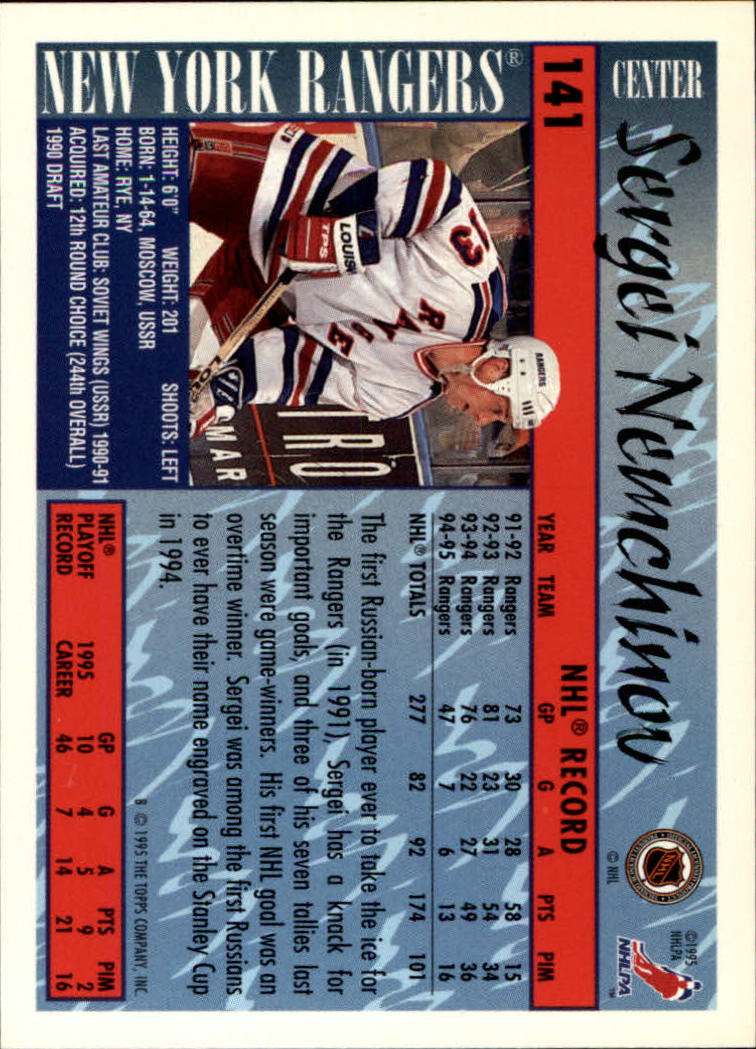 CENTER
Sergei Nemchinov
© NHL
©1995
NHLPA
NHLPA
TM
141
NHL® RECORD
YEAR TEAM GP G A PTS PIM
91-92 Rangers 73 30 28 58 15
92-93 Rangers 81 23 31 54 34
93-94 Rangers 76 22 27 49 36
94-95 Rangers 47 7 6 13 16
NHL® TOTALS 277 82 92 174 101
The first Russian-born player ever to take the ice for
the Rangers (in 1991), Sergei has a knack for
important goals, and three of his seven tallies last
season were game-winners. His first NHL goal was an
overtime winner. Sergei was among the first Russians
to ever have their name engraved on the Stanley Cup
in 1994.
B © 1995 THE TOPPS COMPANY, INC.
NHL® PLAYOFF RECORD
GP G A PTS PIM
1995 10 4 5 9 2
CAREER 46 7 14 21 16
RANGERS
13
LOUIS
TPS
TRO
MAR
HEIGHT: 6'0" WEIGHT: 201 SHOOTS: LEFT
BORN: 1-14-64, MOSCOW, USSR
HOME: RYE, NY
LAST AMATEUR CLUB: SOVIET WINGS (USSR) 1990-91
ACQUIRED: 12TH ROUND CHOICE (244TH OVERALL)
1990 DRAFT
NEW YORK RANGERS®